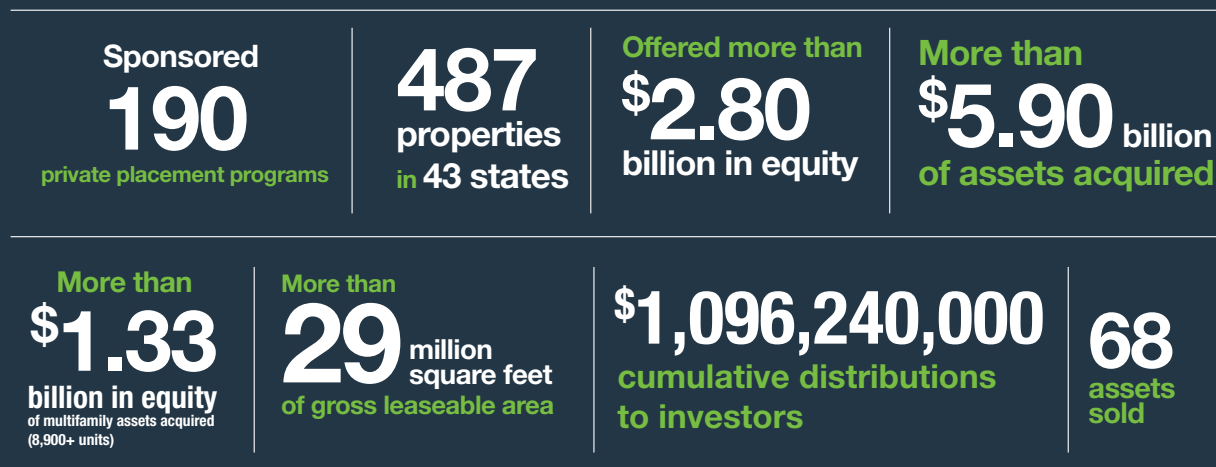 Sponsored
190
private placement programs
487
properties
in 43 states
Offered more than
$2.80
billion in equity
More than
$5.90 billion
of assets acquired
More than
$1.33
billion in equity
of multifamily assets acquired
(8,900+ units)
More than
29 million
square feet
of gross leaseable area
$1,096,240,000
cumulative distributions
to investors
68
assets
sold